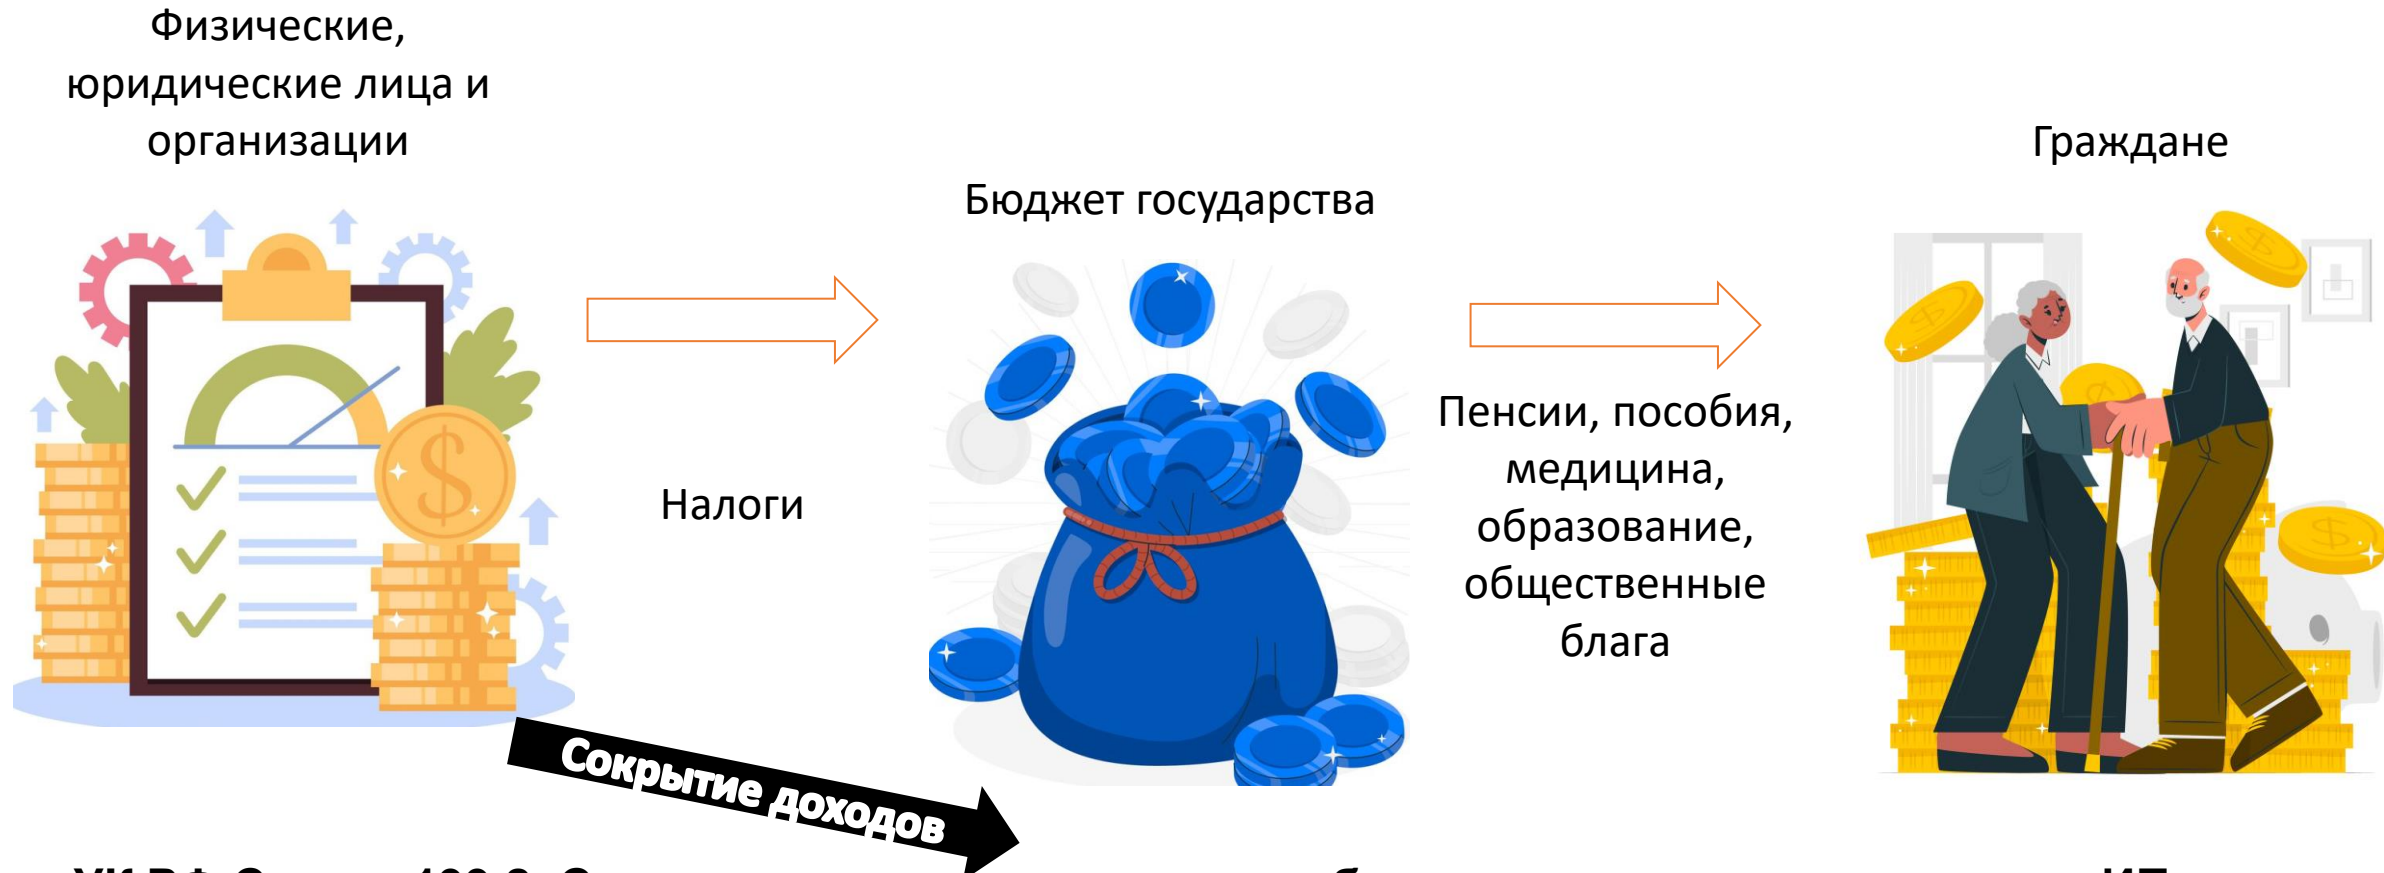 Физические,
юридические лица и
организации
Граждане
Бюджет государства
Налоги
Пенсии, пособия,
медицина,
образование,
общественные
блага
Сокрытие доходов